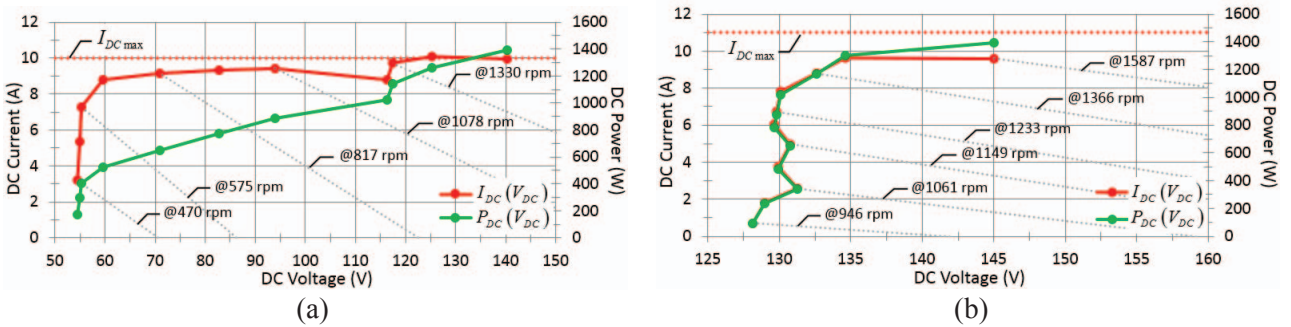 12
10
8
6
4
2
0
DC Current (A)
1600
1400
1200
1000
800
600
400
200
0
DC Power (W)
50
60
70
80
90
100
110
120
130
140
150
DC Voltage (V)
I_DC max
@1330 rpm
@1078 rpm
@817 rpm
@575 rpm
@470 rpm
I_DC (V_DC)
P_DC (V_DC)
(a)
12
10
8
6
4
2
0
DC Current (A)
1600
1400
1200
1000
800
600
400
200
0
DC Power (W)
125
130
135
140
145
150
155
160
DC Voltage (V)
I_DC max
@1587 rpm
@1366 rpm
@1233 rpm
@1149 rpm
@1061 rpm
@946 rpm
I_DC (V_DC)
P_DC (V_DC)
(b)